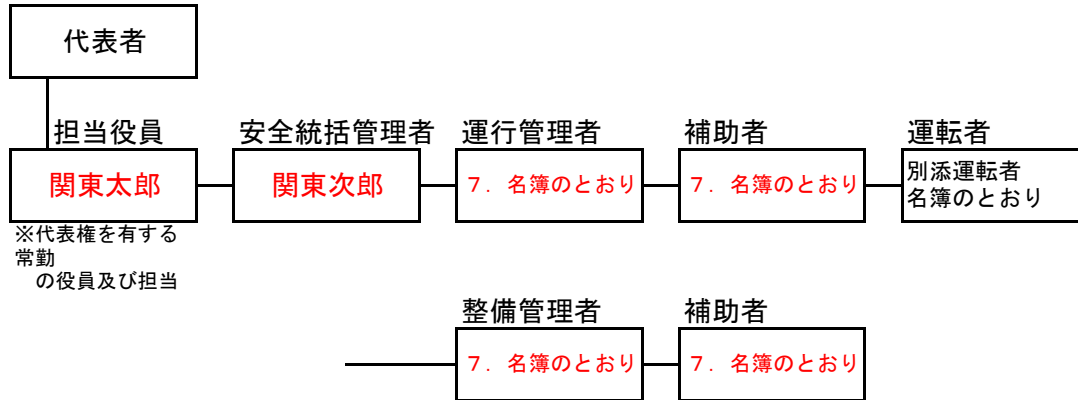 代表者
担当役員
安全統括管理者
運行管理者
補助者
運転者
関東太郎
関東次郎
７．名簿のとおり
７．名簿のとおり
別添運転者
名簿のとおり
※代表権を有する
常勤
の役員及び担当
整備管理者
補助者
７．名簿のとおり
７．名簿のとおり